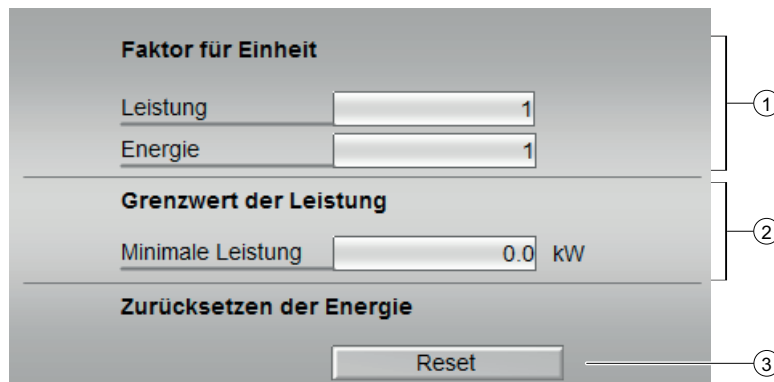 Faktor für Einheit
Leistung 1
Energie 1
1
Grenzwert der Leistung
Minimale Leistung 0.0 kW
2
Zurücksetzen der Energie
Reset
3